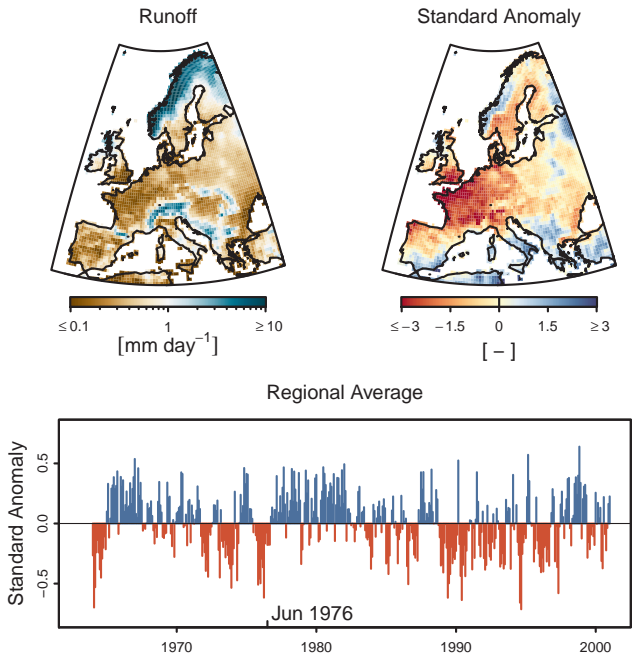 Runoff
Standard Anomaly
≤ 0.1 1 ≥ 10
[mm day−1]
≤ −3 −1.5 0 1.5 ≥ 3
[ − ]
Regional Average
Standard Anomaly
0.5
0.0
−0.5
Jun 1976
1970 1980 1990 2000